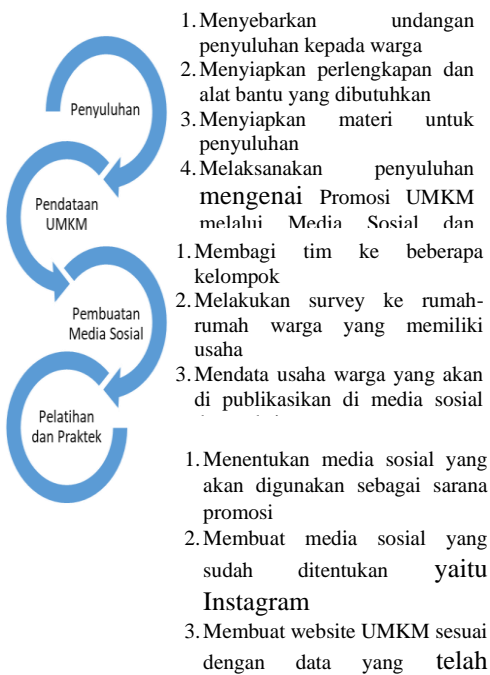 Penyuluhan
Pendataan
UMKM
Pembuatan
Media Sosial
Pelatihan
dan Praktek
1. Menyebarkan undangan
penyuluhan kepada warga
2. Menyiapkan perlengkapan dan
alat bantu yang dibutuhkan
3. Menyiapkan materi untuk
penyuluhan
4. Melaksanakan penyuluhan
mengenai Promosi UMKM
melalui Media Sosial dan
1. Membagi tim ke beberapa
kelompok
2. Melakukan survey ke rumah-
rumah warga yang memiliki
usaha
3. Mendata usaha warga yang akan
di publikasikan di media sosial
1. Menentukan media sosial yang
akan digunakan sebagai sarana
promosi
2. Membuat media sosial yang
sudah ditentukan yaitu
Instagram
3. Membuat website UMKM sesuai
dengan data yang telah